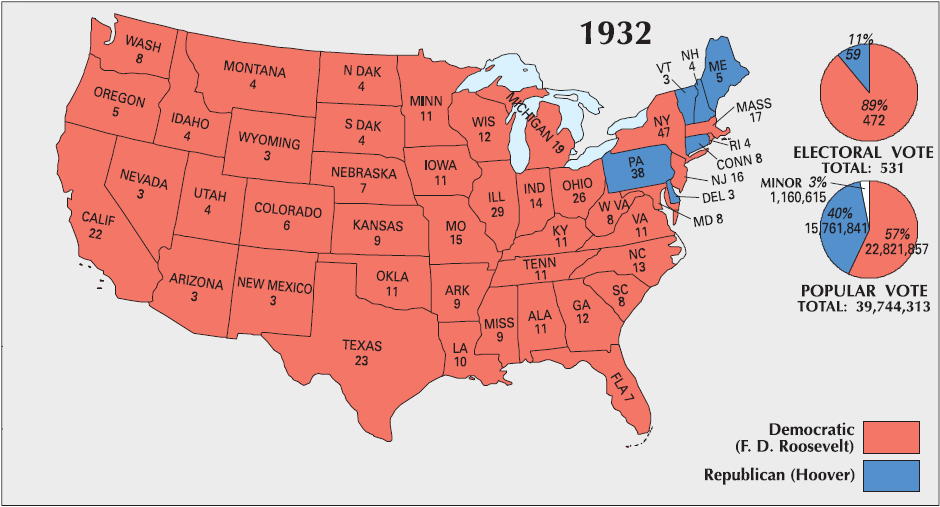 1932
WASH
8
OREGON
5
CALIF
22
NEVADA
3
IDAHO
4
MONTANA
4
WYOMING
3
UTAH
4
COLORADO
6
ARIZONA
3
NEW MEXICO
3
N DAK
4
S DAK
4
NEBRASKA
7
KANSAS
9
OKLA
11
TEXAS
23
MINN
11
IOWA
11
MO
15
ARK
9
LA
10
WIS
12
ILL
29
MICHIGAN 19
IND
14
OHIO
26
KY
11
TENN
11
MISS
9
ALA
11
GA
12
FLA 7
SC
8
NC
13
VA
11
W VA
8
PA
38
NY
47
VT
3
NH
4
ME
5
MASS
17
RI 4
CONN 8
NJ 16
DEL 3
MD 8
11%
59
89%
472
ELECTORAL VOTE
TOTAL: 531
MINOR 3%
1,160,615
40%
15,761,841
57%
22,821,857
POPULAR VOTE
TOTAL: 39,744,313
Democratic
(F. D. Roosevelt)
Republican (Hoover)